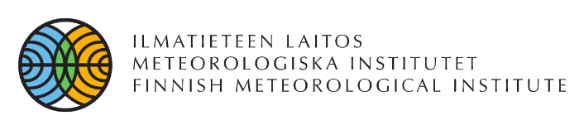 ILMATIETEEN LAITOS
METEOROLOGISKA INSTITUTET
FINNISH METEOROLOGICAL INSTITUTE